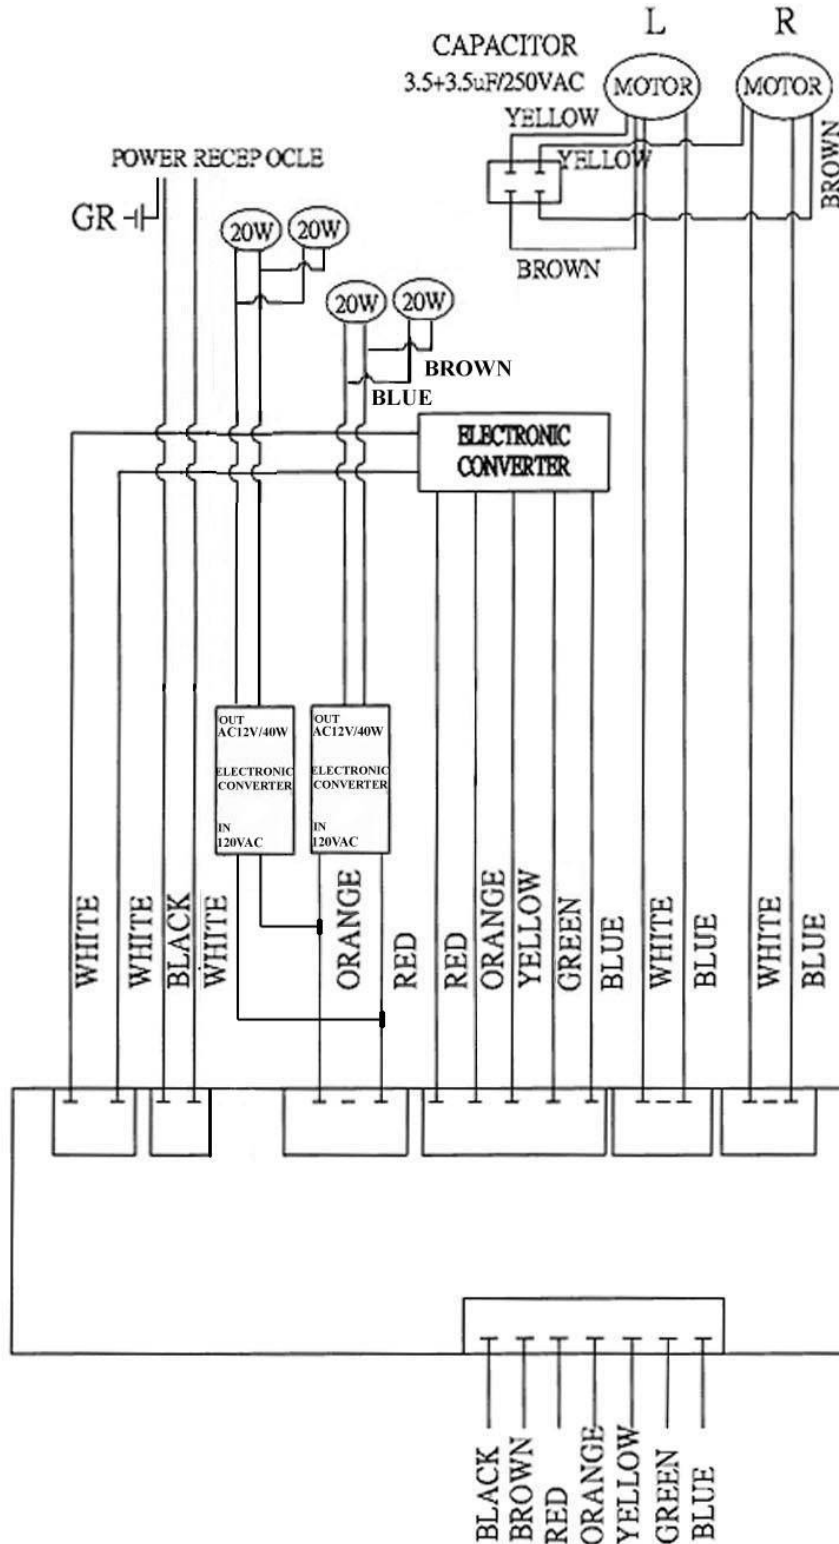 L R
CAPACITOR
3.5+3.5uF/250VAC
MOTOR MOTOR
YELLOW
YELLOW
BROWN
BROWN
POWER RECEP OCLE
GR
20W 20W
20W 20W
BROWN
BLUE
ELECTRONIC
CONVERTER
OUT
AC12V/40W
ELECTRONIC
CONVERTER
IN
120VAC
OUT
AC12V/40W
ELECTRONIC
CONVERTER
IN
120VAC
WHITE
WHITE
BLACK
WHITE
ORANGE
RED
RED
ORANGE
YELLOW
GREEN
BLUE
WHITE
BLUE
WHITE
BLUE
BLACK
BROWN
RED
ORANGE
YELLOW
GREEN
BLUE